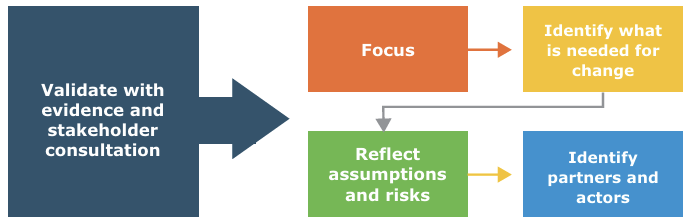 Validate with
evidence and
stakeholder
consultation
Focus
Identify what
is needed for
change
Reflect
assumptions
and risks
Identify
partners and
actors